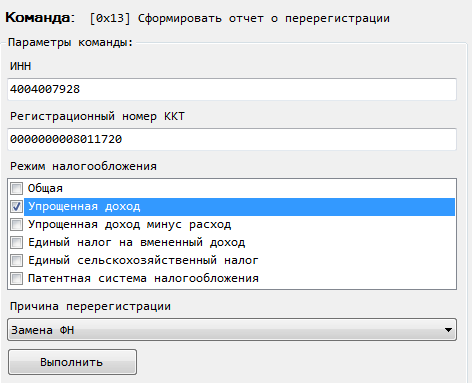 Команда: [0x13] Сформировать отчет о перерегистрации
Параметры команды:
ИНН
4004007928
Регистрационный номер ККТ
0000000008011720
Режим налогообложения
Общая
Упрощенная доход
Упрощенная доход минус расход
Единый налог на вмененный доход
Единый сельскохозяйственный налог
Патентная система налогообложения
Причина перерегистрации
Замена ФН
Выполнить